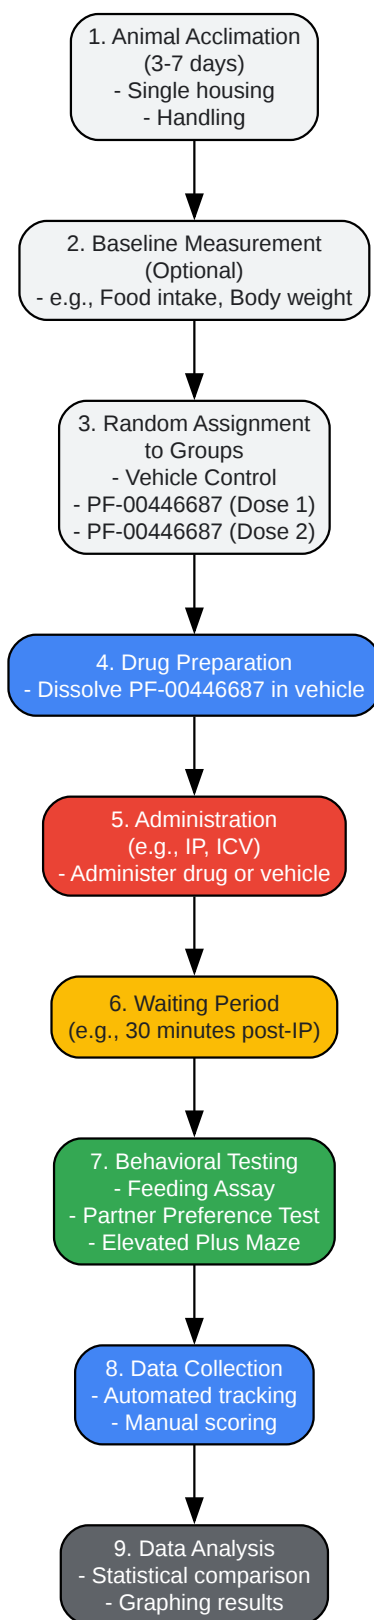 1. Animal Acclimation
(3-7 days)
- Single housing
- Handling
2. Baseline Measurement
(Optional)
- e.g., Food intake, Body weight
3. Random Assignment
to Groups
- Vehicle Control
- PF-00446687 (Dose 1)
- PF-00446687 (Dose 2)
4. Drug Preparation
- Dissolve PF-00446687 in vehicle
5. Administration
(e.g., IP, ICV)
- Administer drug or vehicle
6. Waiting Period
(e.g., 30 minutes post-IP)
7. Behavioral Testing
- Feeding Assay
- Partner Preference Test
- Elevated Plus Maze
8. Data Collection
- Automated tracking
- Manual scoring
9. Data Analysis
- Statistical comparison
- Graphing results